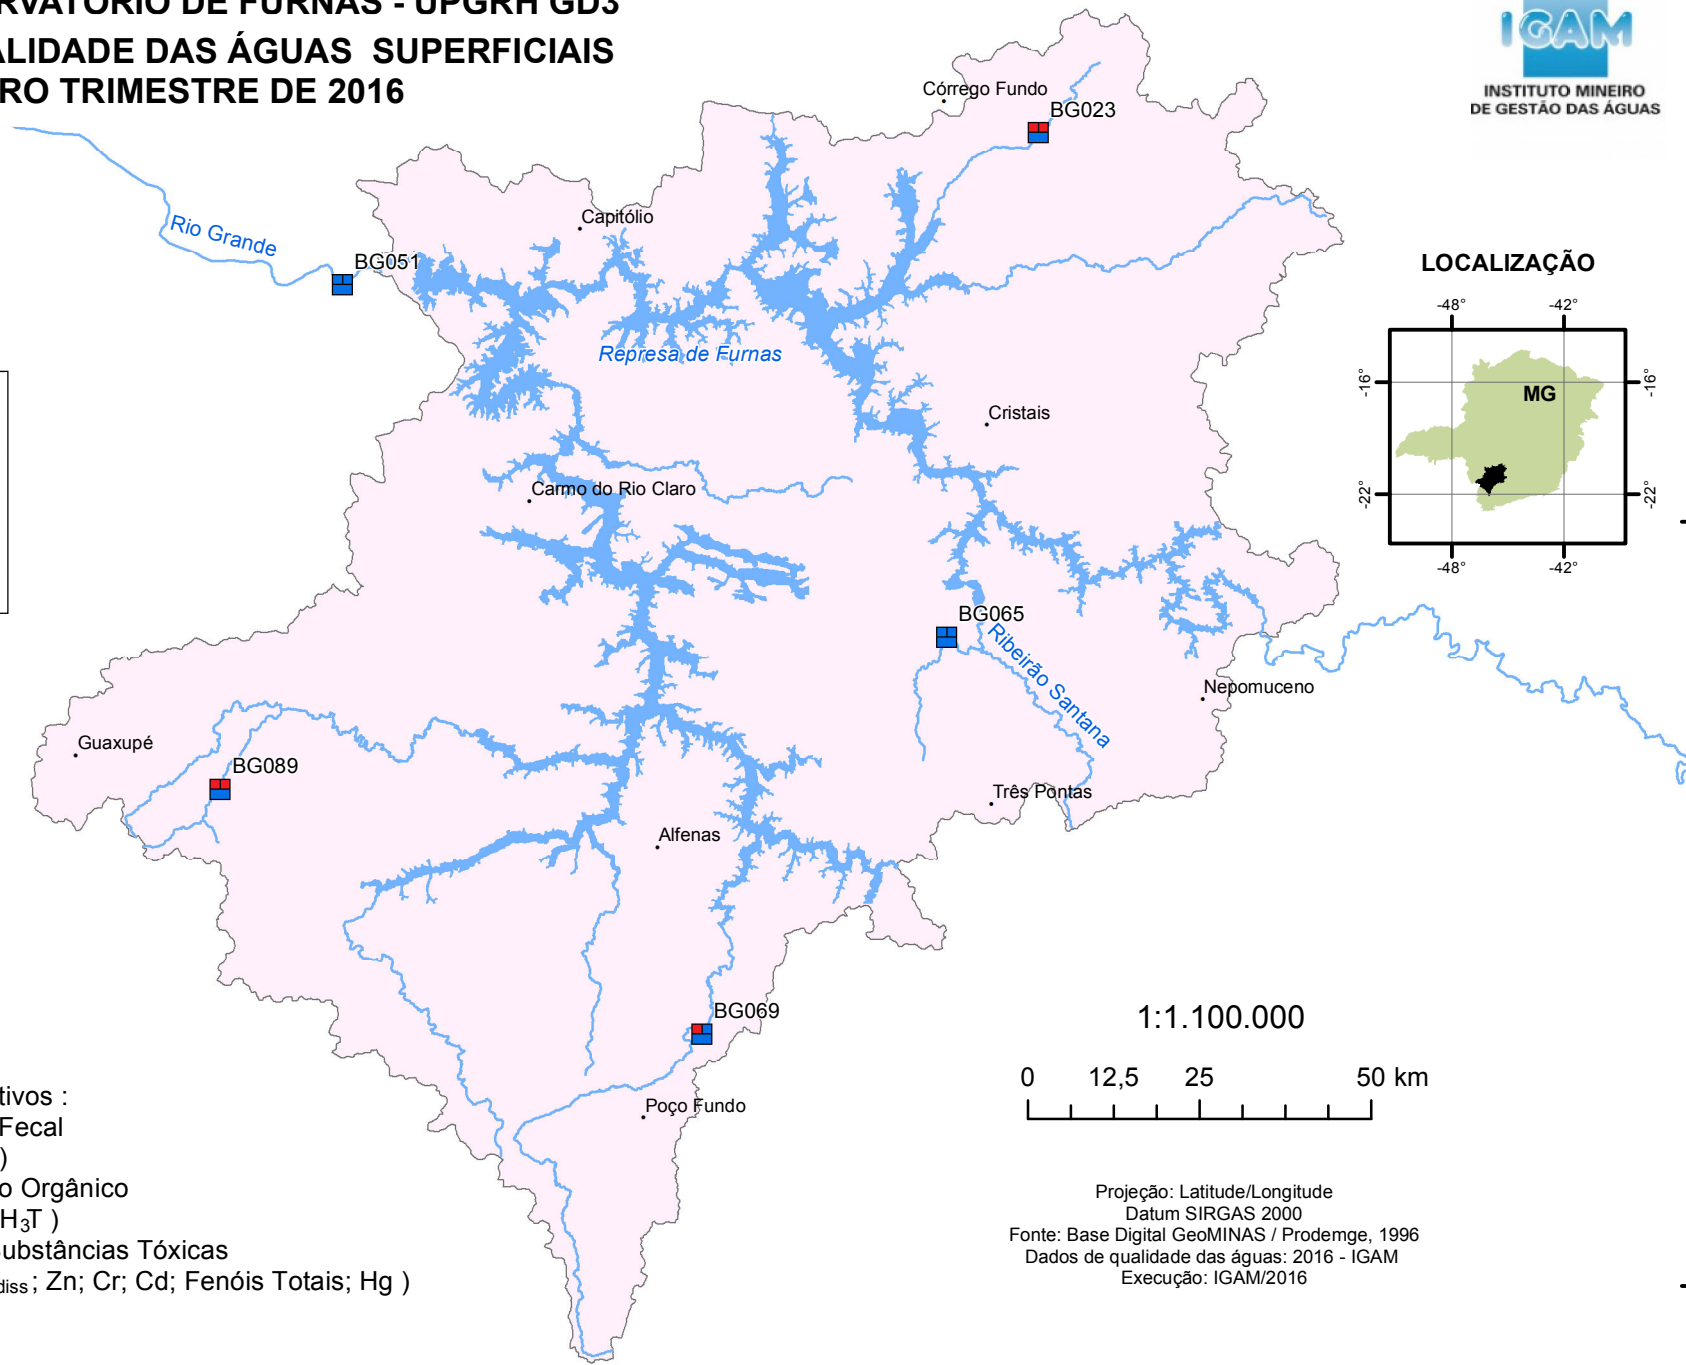 RVATÓRIO DE FURNAS - UPGRH GD3
ALIDADE DAS ÁGUAS SUPERFICIAIS
RO TRIMESTRE DE 2016
IGAM
INSTITUTO MINEIRO
DE GESTÃO DAS ÁGUAS
Córrego Fundo
BG023
Capitólio
Rio Grande
BG051
Represa de Furnas
Cristais
Carmo do Rio Claro
BG065
Ribeirão Santana
Nepomuceno
Guaxupé
BG089
Três Pontas
Alfenas
BG069
Poço Fundo
LOCALIZAÇÃO
-48° -42°
-16° -16°
MG
-22° -22°
-48° -42°
1:1.100.000
0 12,5 25 50 km
Projeção: Latitude/Longitude
Datum SIRGAS 2000
Fonte: Base Digital GeoMINAS / Prodemge, 1996
Dados de qualidade das águas: 2016 - IGAM
Execução: IGAM/2016
tivos :
Fecal
)
o Orgânico
H₃T )
ubstâncias Tóxicas
diss; Zn; Cr; Cd; Fenóis Totais; Hg )